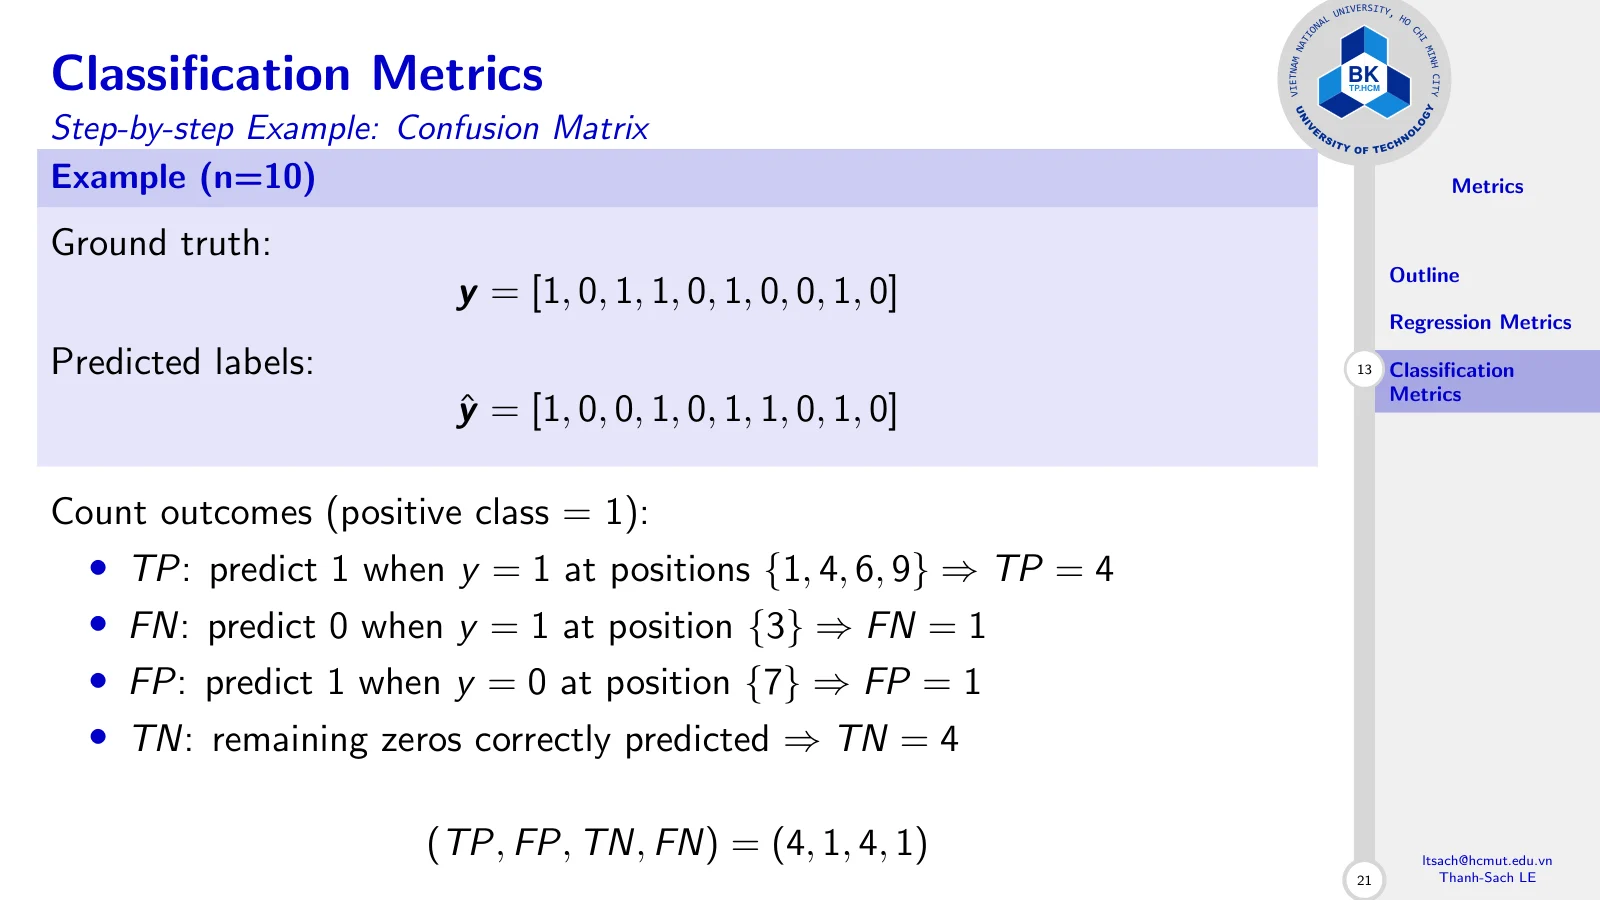 Classification Metrics
Step-by-step Example: Confusion Matrix
Example (n=10)
Ground truth:
y = [1, 0, 1, 1, 0, 1, 0, 0, 1, 0]
Predicted labels:
ŷ = [1, 0, 0, 1, 0, 1, 1, 0, 1, 0]
Count outcomes (positive class = 1):
• TP: predict 1 when y = 1 at positions {1, 4, 6, 9} ⇒ TP = 4
• FN: predict 0 when y = 1 at position {3} ⇒ FN = 1
• FP: predict 1 when y = 0 at position {7} ⇒ FP = 1
• TN: remaining zeros correctly predicted ⇒ TN = 4
(TP, FP, TN, FN) = (4, 1, 4, 1)
VIETNAM NATIONAL UNIVERSITY, HO CHI MINH CITY
BK
TP.HCM
UNIVERSITY OF TECHNOLOGY
Metrics
Outline
Regression Metrics
13
Classification
Metrics
ltsach@hcmut.edu.vn
Thanh-Sach LE
21